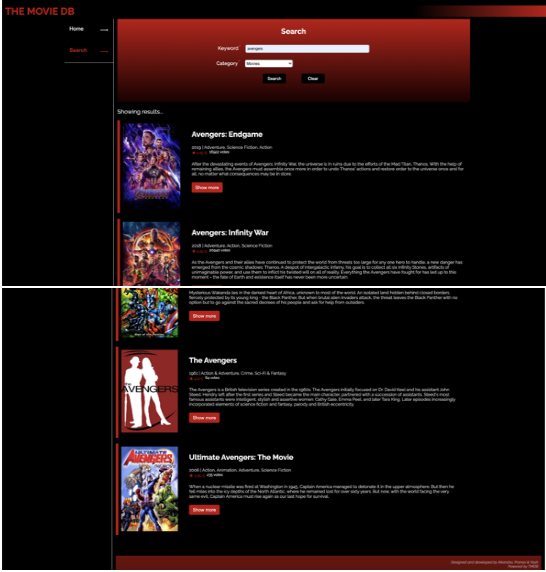 THE MOVIE DB
Home
Search
Search
Keyword
avengers
Category
Movies
Search
Clear
Showing results...
Avengers: Endgame
2019 | Adventure, Science Fiction, Action
votes
After the devastating events of Avengers: Infinity War, the universe is in ruins due to the efforts of the Mad Titan, Thanos. With the help of
remaining allies, the Avengers must assemble once more in order to undo Thanos' actions and restore order to the universe once and for
all, no matter what consequences may be in store.
Show more
Avengers: Infinity War
2018 | Adventure, Action, Science Fiction
votes
As the Avengers and their allies have continued to protect the world from threats too large for any one hero to handle, a new danger has
emerged from the cosmic shadows: Thanos. A despot of intergalactic infamy, his goal is to collect all six Infinity Stones, artifacts of
unimaginable power, and use them to inflict his twisted will on all of reality. Everything the Avengers have fought for has led up to this
moment - the fate of Earth and existence itself has never been more uncertain.
Mysterious Wakanda lies in the darkest heart of Africa, unknown to most of the world. An isolated land hidden behind closed borders,
fiercely protected by its young king - the Black Panther. But when brutal alien invaders attack, the threat leaves the Black Panther with no
option but to go against the sacred decrees of his people and ask for help from outsiders.
Show more
THE AVENGERS
The Avengers
1961 | Action & Adventure, Crime, Sci-Fi & Fantasy
votes
The Avengers is a British television series created in the 1960s. The Avengers initially focused on Dr. David Keel and his assistant John
Steed. Hendry left after the first series and Steed became the main character, partnered with a succession of assistants. Steed's most
famous assistants were intelligent, stylish and assertive women: Cathy Gale, Emma Peel, and later Tara King. Later episodes increasingly
incorporated elements of science fiction and fantasy, parody and British eccentricity.
Show more
ULTIMATE
AVENGERS
Ultimate Avengers: The Movie
2006 | Action, Animation, Adventure, Science Fiction
votes
When a nuclear missile was fired at Washington in 1945, Captain America managed to detonate it in the upper atmosphere. But then he
fell miles into the icy depths of the North Atlantic, where he remained lost for over sixty years. But now, with the world facing the very
same evil, Captain America must rise again as our last hope for survival.
Show more
Designed and developed by
Powered by TMDB